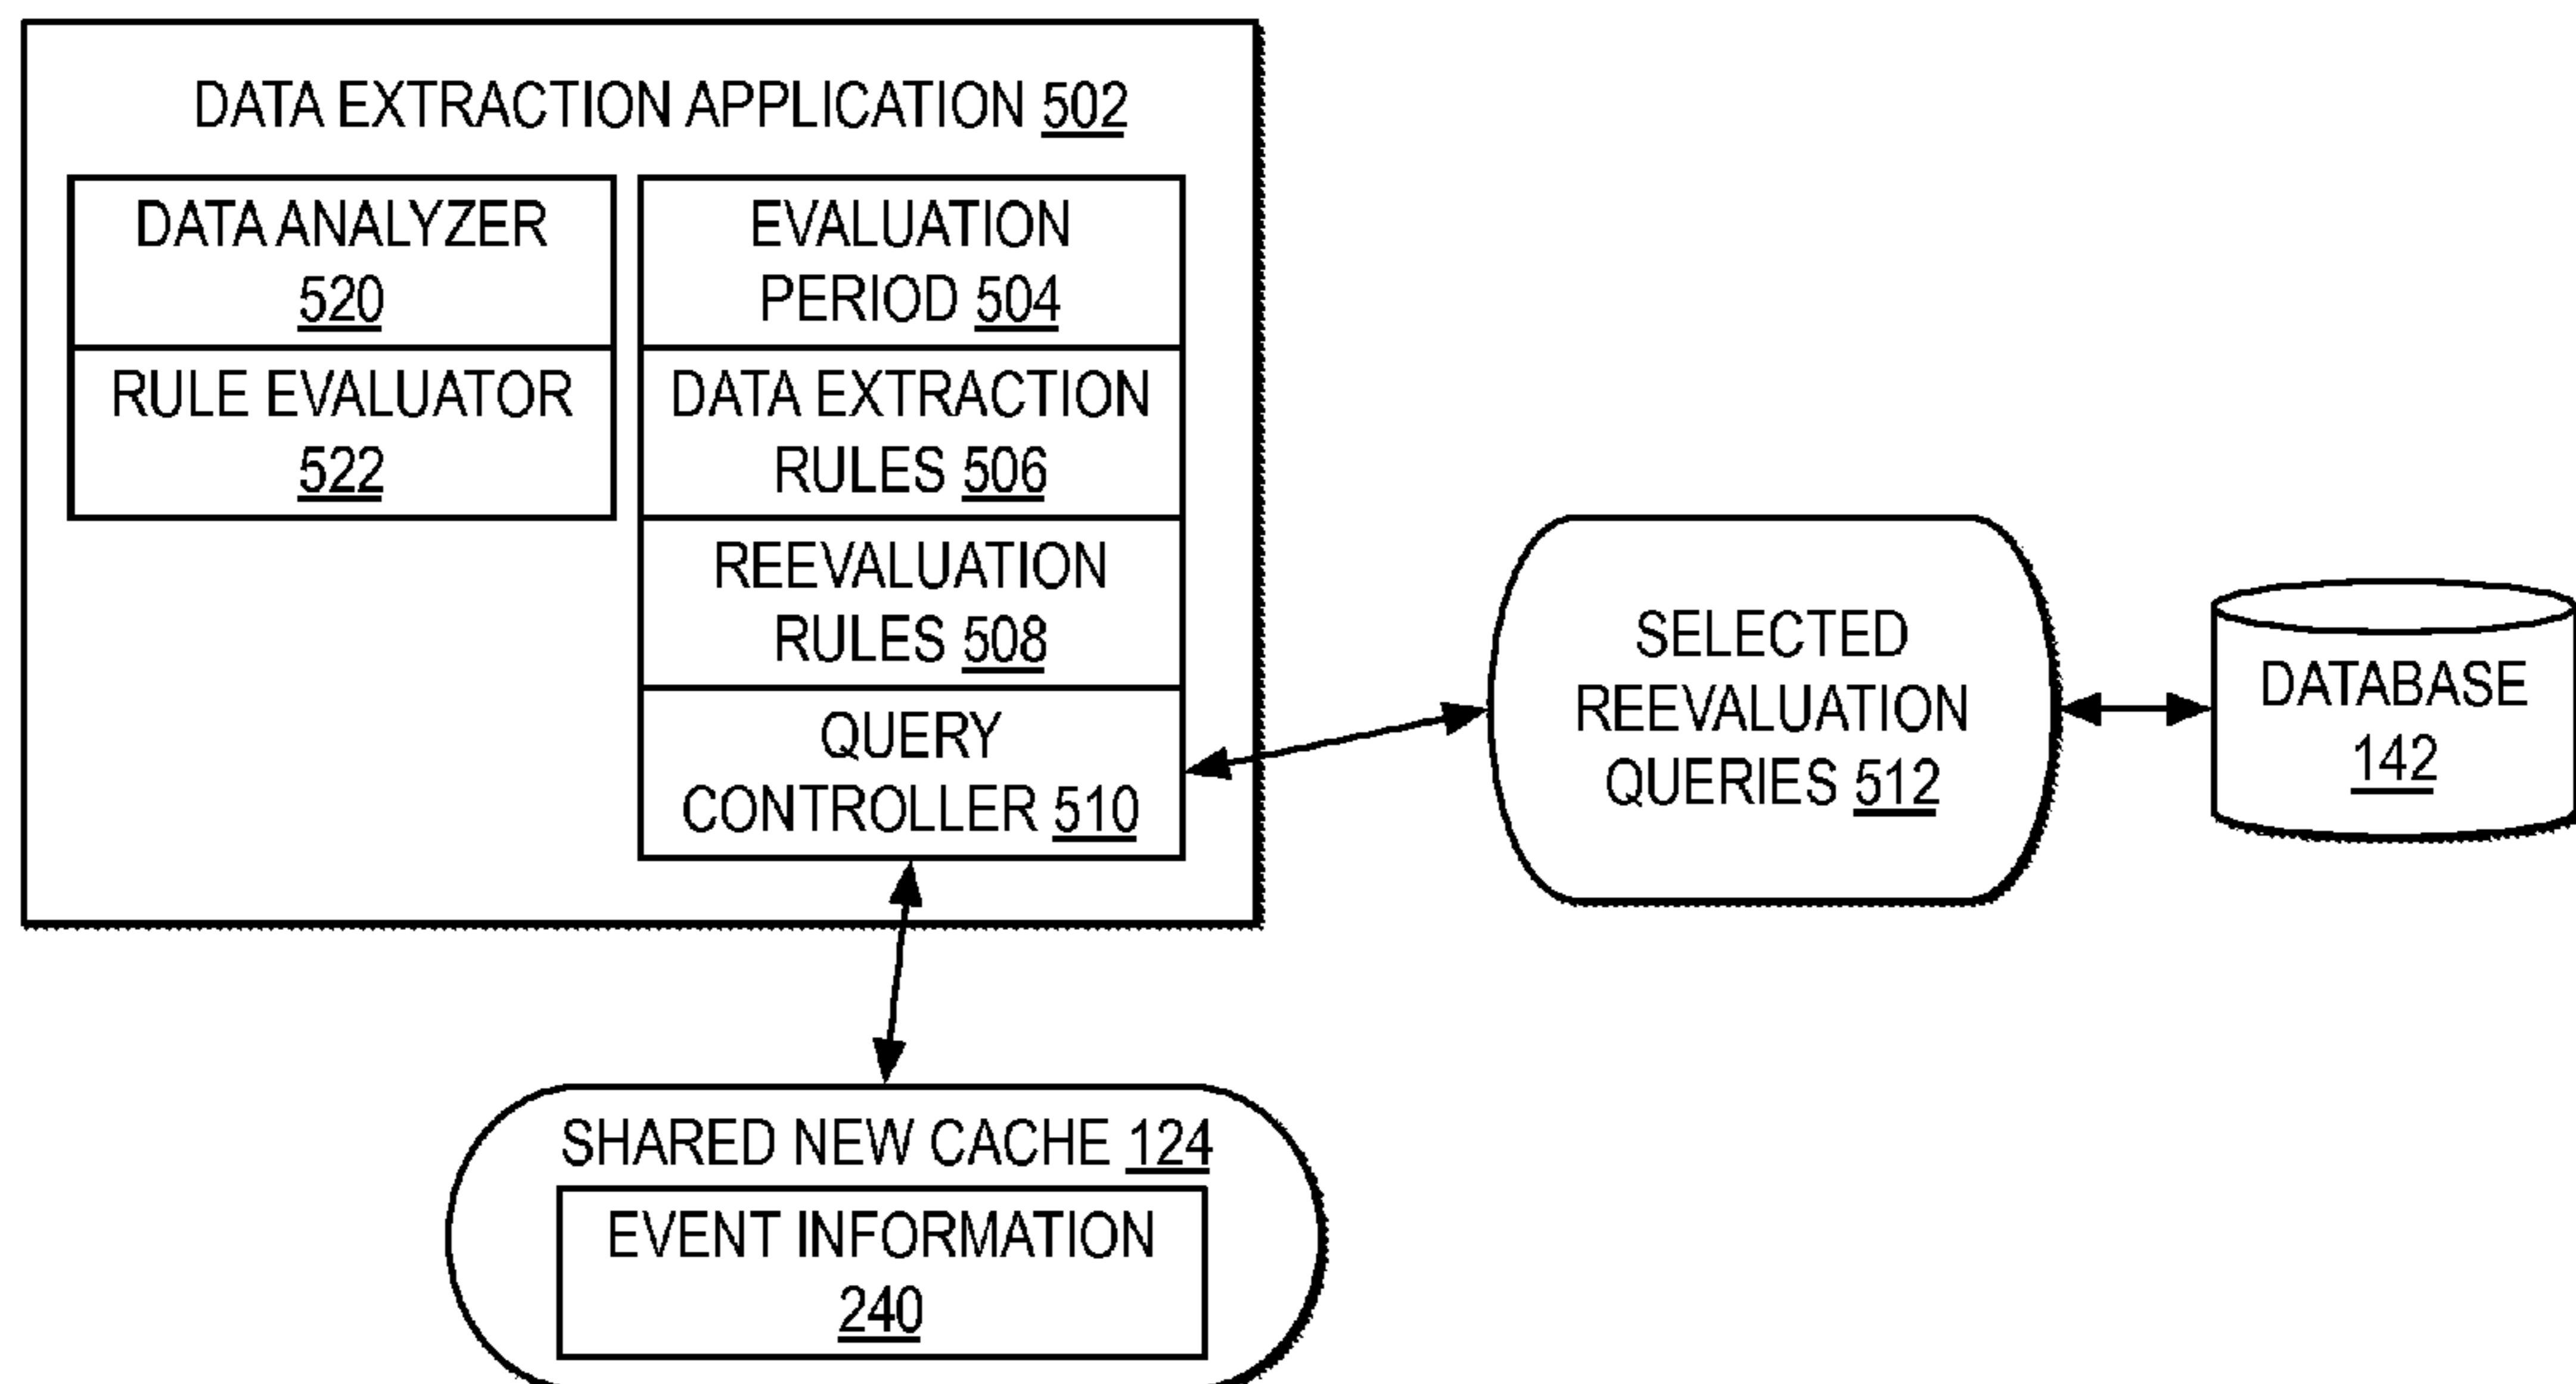 DATA EXTRACTION APPLICATION 502
DATA ANALYZER
520
RULE EVALUATOR
522
EVALUATION
PERIOD 504
DATA EXTRACTION
RULES 506
REEVALUATION
RULES 508
QUERY
CONTROLLER 510
SELECTED
REEVALUATION
QUERIES 512
DATABASE
142
SHARED NEW CACHE 124
EVENT INFORMATION
240